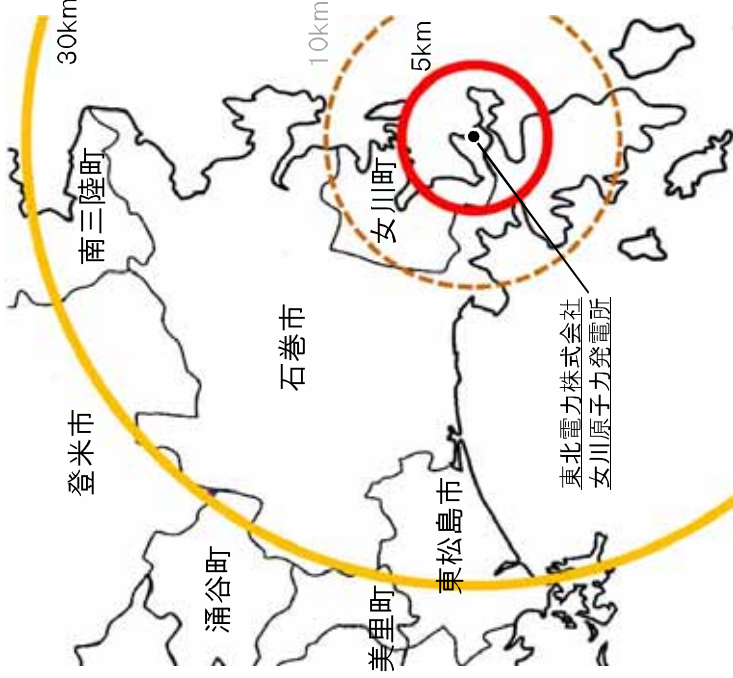 30km
10km
5km
南三陸町
女川町
石巻市
登米市
東松島市
涌谷町
美里町
東北電力株式会社
女川原子力発電所